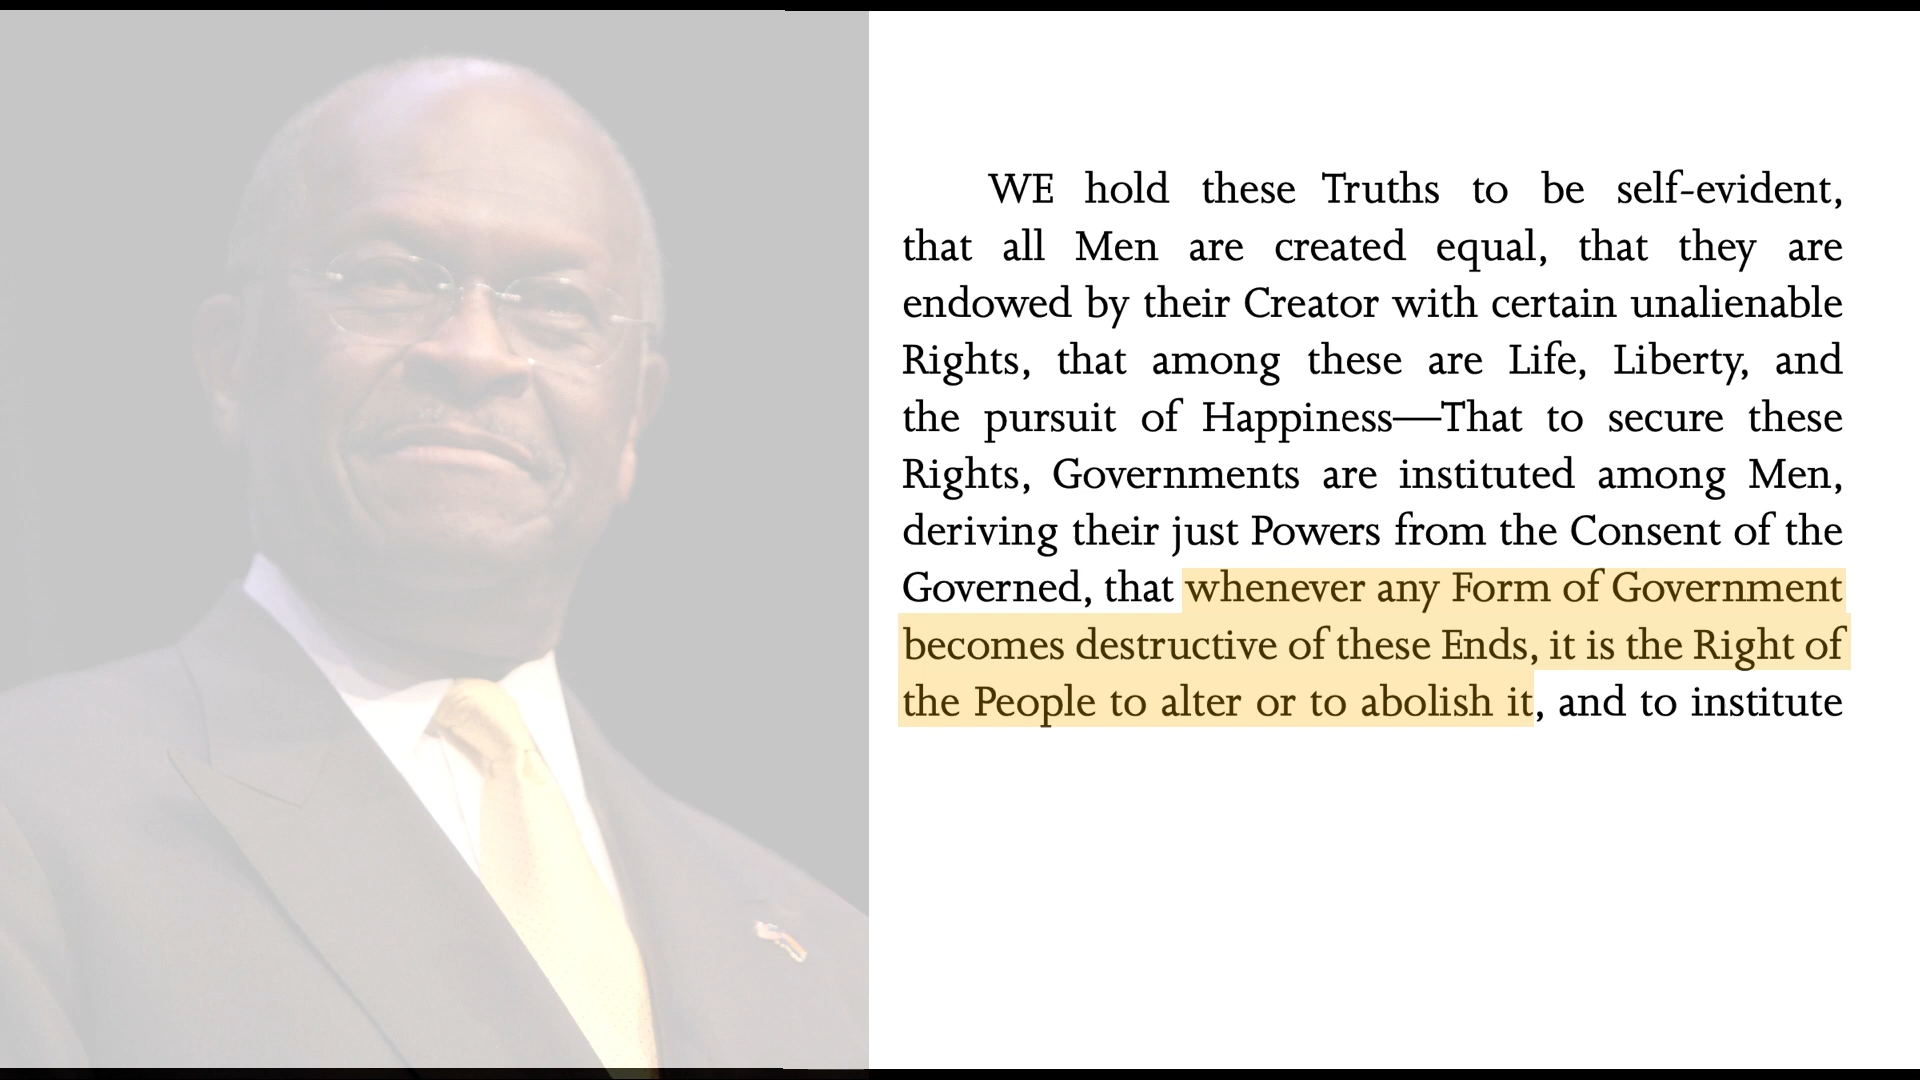 WE hold these Truths to be self-evident,
that all Men are created equal, that they are
endowed by their Creator with certain unalienable
Rights, that among these are Life, Liberty, and
the pursuit of Happiness—That to secure these
Rights, Governments are instituted among Men,
deriving their just Powers from the Consent of the
Governed, that whenever any Form of Government
becomes destructive of these Ends, it is the Right of
the People to alter or to abolish it, and to institute